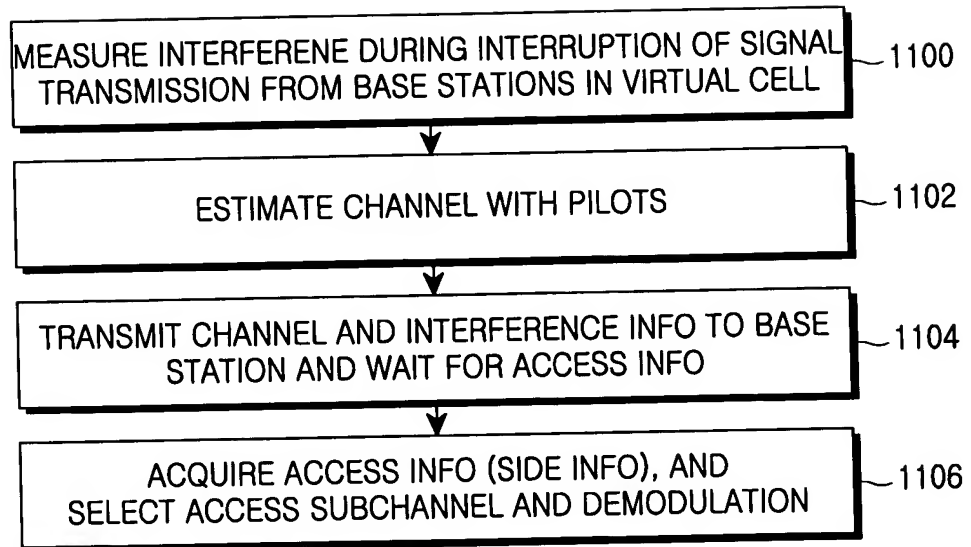 MEASURE INTERFERENE DURING INTERRUPTION OF SIGNAL
TRANSMISSION FROM BASE STATIONS IN VIRTUAL CELL
1100
ESTIMATE CHANNEL WITH PILOTS
1102
TRANSMIT CHANNEL AND INTERFERENCE INFO TO BASE
STATION AND WAIT FOR ACCESS INFO
1104
ACQUIRE ACCESS INFO (SIDE INFO), AND
SELECT ACCESS SUBCHANNEL AND DEMODULATION
1106